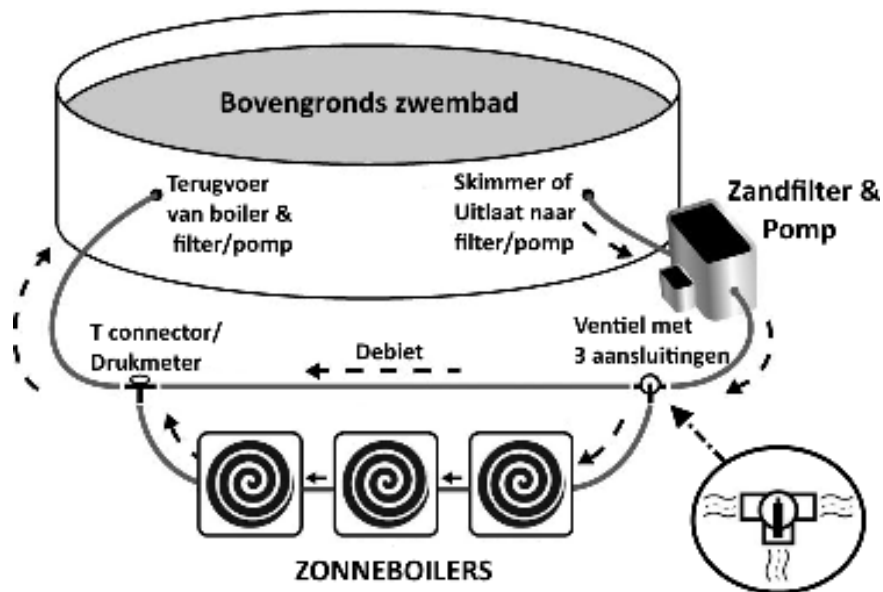 Bovengronds zwembad
Terugvoer
van boiler &
filter/pomp
Skimmer of
Uitlaat naar
filter/pomp
Zandfilter &
Pomp
T connector/
Drukmeter
Debiet
Ventiel met
3 aansluitingen
ZONNEBOILERS